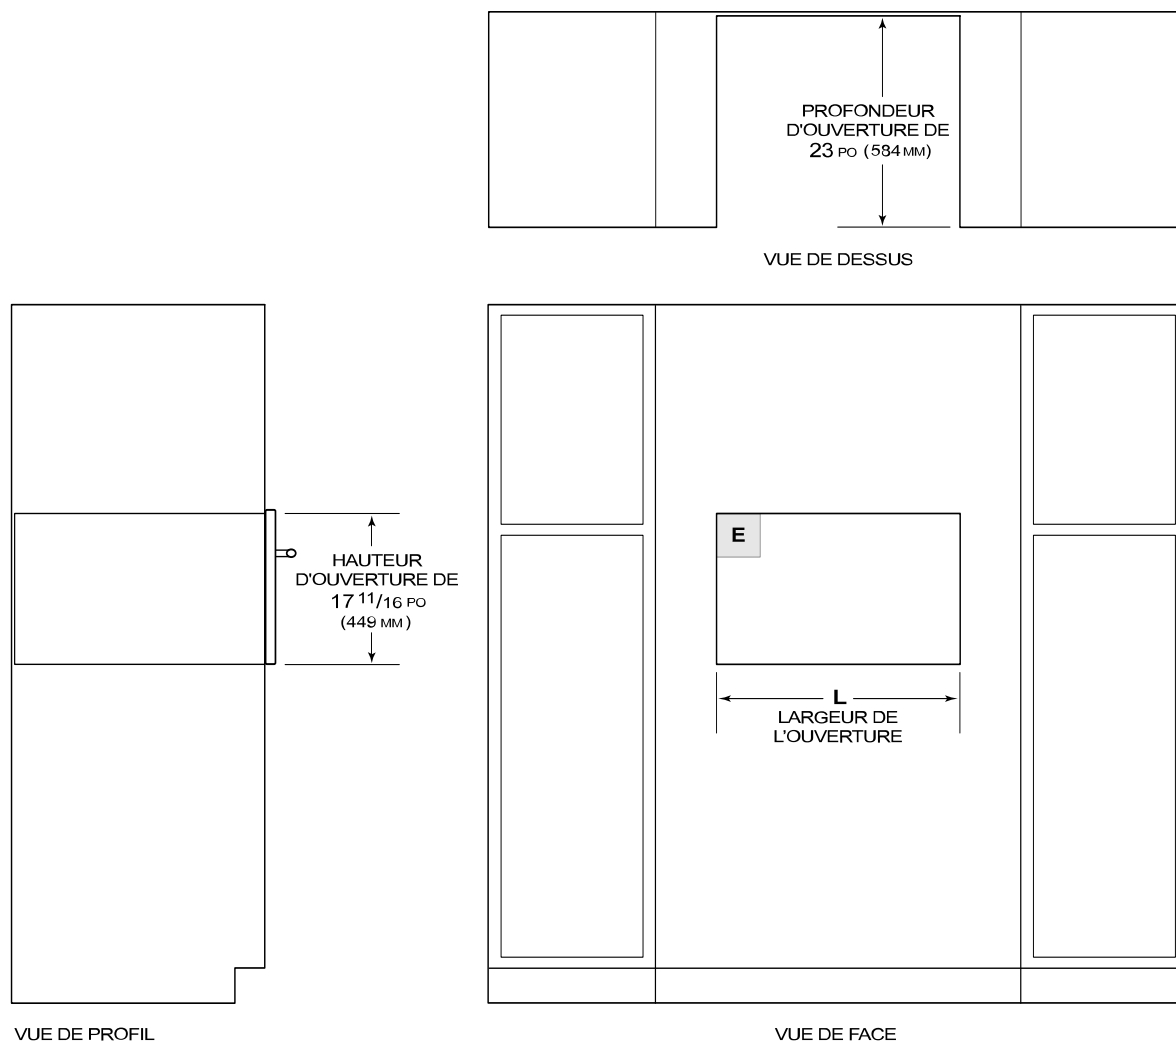 PROFONDEUR
D'OUVERTURE DE
23 PO (584 MM)
VUE DE DESSUS
HAUTEUR
D'OUVERTURE DE
17 11/16 PO
(449 MM)
E
L
LARGEUR DE
L'OUVERTURE
VUE DE PROFIL
VUE DE FACE